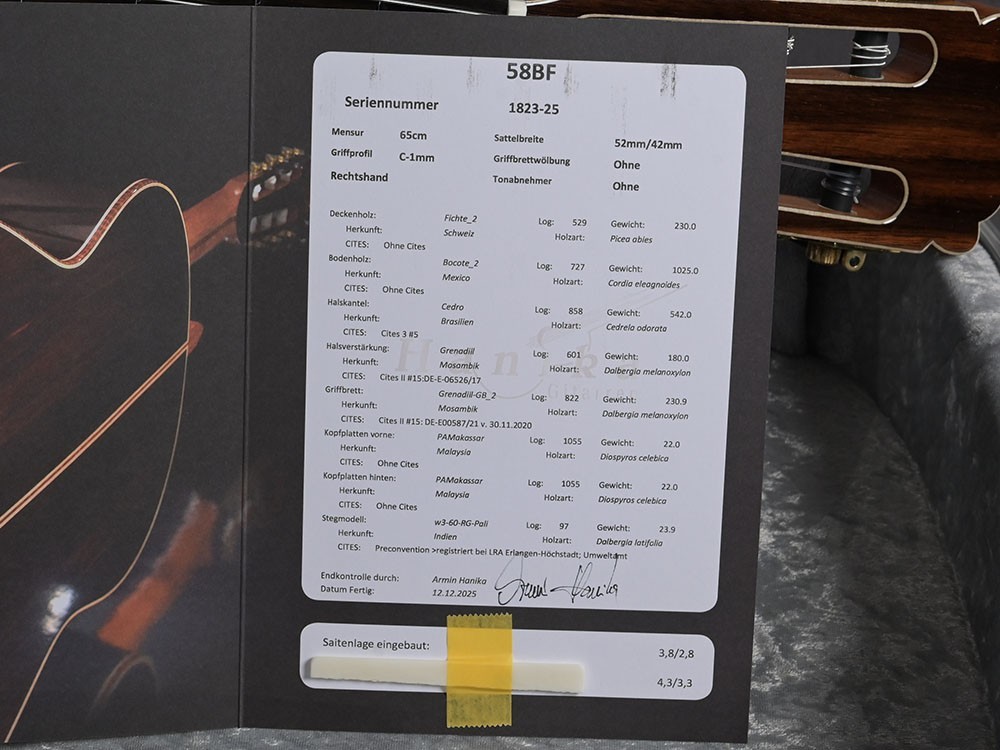 58BF
Seriennummer 1823-25
Mensur 65cm Sattelbreite 52mm/42mm
Griffprofil C-1mm Griffbrettwölbung Ohne
Rechtshand Tonabnehmer Ohne
Deckenholz: Fichte_2 Log: 529 Gewicht: 230.0
Herkunft: Schweiz Holzart: Picea abies
CITES: Ohne Cites
Bodenholz: Bocote_2 Log: 727 Gewicht: 1025.0
Herkunft: Mexico Holzart: Cordia eleagnoides
CITES: Ohne Cites
Halskantel: Cedro Log: 858 Gewicht: 542.0
Herkunft: Brasilien Holzart: Cedrela odorata
CITES: Cites 3 #5
Hanika
Gitarren
Halsverstärkung: Grenadill Log: 601 Gewicht: 180.0
Herkunft: Mosambik Holzart: Dalbergia melanoxylon
CITES: Cites II #15:DE-E-06526/17
Griffbrett: Grenadill-GB_2 Log: 822 Gewicht: 230.9
Herkunft: Mosambik Holzart: Dalbergia melanoxylon
CITES: Cites II #15: DE-E00587/21 v. 30.11.2020
Kopfplatten vorne: PAMakassar Log: 1055 Gewicht: 22.0
Herkunft: Malaysia Holzart: Diospyros celebica
CITES: Ohne Cites
Kopfplatten hinten: PAMakassar Log: 1055 Gewicht: 22.0
Herkunft: Malaysia Holzart: Diospyros celebica
CITES: Ohne Cites
Stegmodell: w3-60-RG-Pali Log: 97 Gewicht: 23.9
Herkunft: Indien Holzart: Dalbergia latifolia
CITES: Preconvention >registriert bei LRA Erlangen-Höchstadt; Umweltamt
Endkontrolle durch: Armin Hanika Armin Hanika
Datum Fertig: 12.12.2025
Saitenlage eingebaut: 3,8/2,8
4,3/3,3